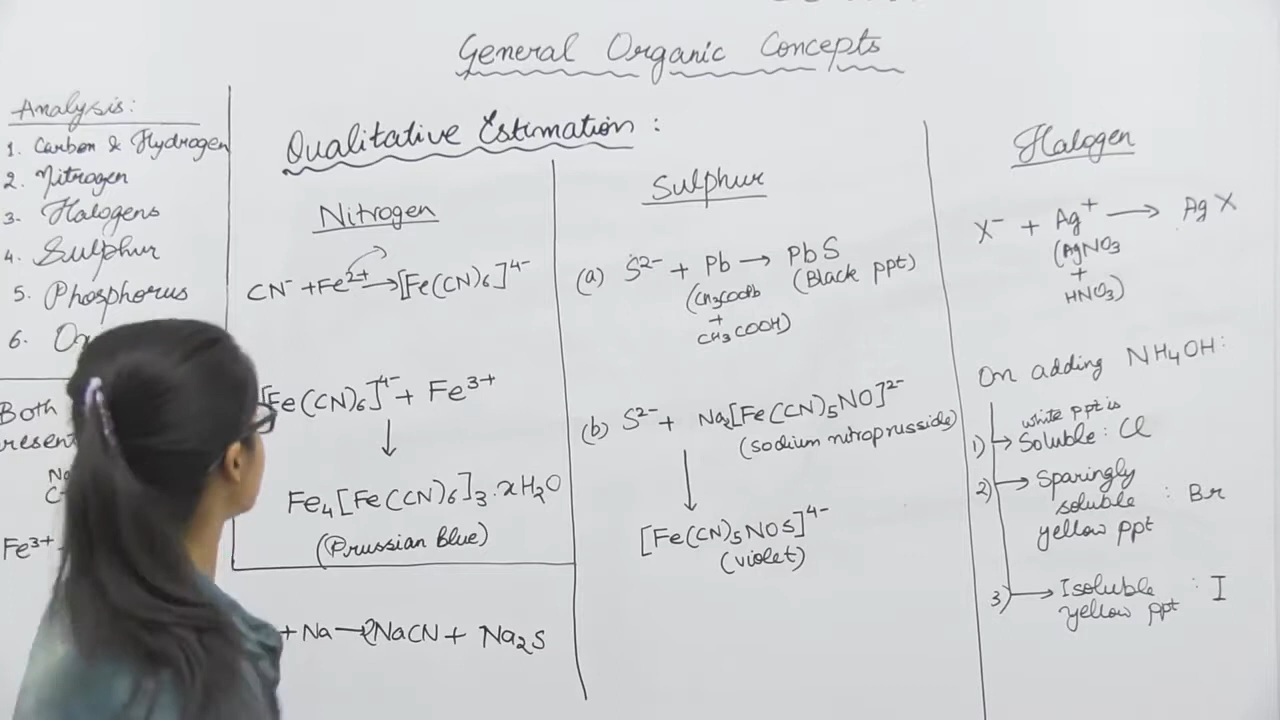 General Organic Concepts
Analysis:
1. Carbon & Hydrogen
2. Nitrogen
3. Halogens
4. Sulphur
5. Phosphorus
6.
Both
Fe³⁺
Qualitative Estimation:
Nitrogen
CN⁻ + Fe²⁺ → [Fe(CN)₆]⁴⁻
[Fe(CN)₆]⁴⁻ + Fe³⁺
↓
Fe₄[Fe(CN)₆]₃.xH₂O
(Prussian Blue)
+ Na → 2NaCN + Na₂S
Sulphur
(a) S²⁻ + Pb → PbS
(CH₃COOPb (Black ppt)
+
CH₃COOH)
(b) S²⁻ + Na₂[Fe(CN)₅NO]²⁻
(sodium nitroprusside)
↓
[Fe(CN)₅NOS]⁴⁻
(violet)
Halogen
X⁻ + Ag⁺ → AgX
(AgNO₃
+
HNO₃)
On adding NH₄OH:
white ppt is
1) → Soluble : Cl
2) → Sparingly
soluble : Br
yellow ppt
3) → Isoluble : I
yellow ppt